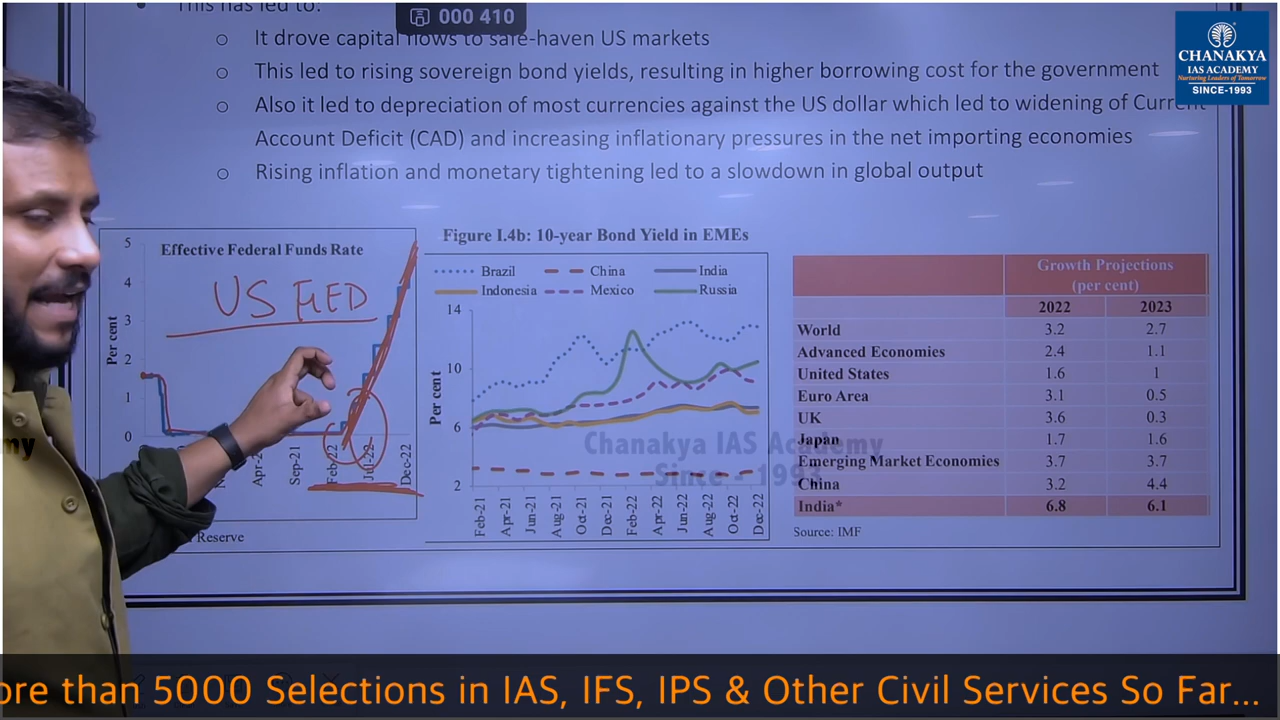 This has led to:
000 410
It drove capital flows to safe-haven US markets
This led to rising sovereign bond yields, resulting in higher borrowing cost for the government
Also it led to depreciation of most currencies against the US dollar which led to widening of Current
Account Deficit (CAD) and increasing inflationary pressures in the net importing economies
Rising inflation and monetary tightening led to a slowdown in global output
CHANAKYA
IAS ACADEMY
Nurturing Leaders of Tomorrow
SINCE-1993
Effective Federal Funds Rate
US FED
Per cent
5
4
3
2
1
0
Sep-21
Feb-22
Jul-22
Dec-22
Reserve
Figure I.4b: 10-year Bond Yield in EMEs
Brazil China India
Indonesia Mexico Russia
Per cent
14
10
6
2
Feb-21 Apr-21 Jun-21 Aug-21 Oct-21 Dec-21 Feb-22 Apr-22 Jun-22 Aug-22 Oct-22 Dec-22
Growth Projections
(per cent)
2022 2023
World 3.2 2.7
Advanced Economies 2.4 1.1
United States 1.6 1
Euro Area 3.1 0.5
UK 3.6 0.3
Japan 1.7 1.6
Emerging Market Economies 3.7 3.7
China 3.2 4.4
India* 6.8 6.1
Source: IMF
my
Chanakya IAS Academy
Since - 1993
ore than 5000 Selections in IAS, IFS, IPS & Other Civil Services So Far...